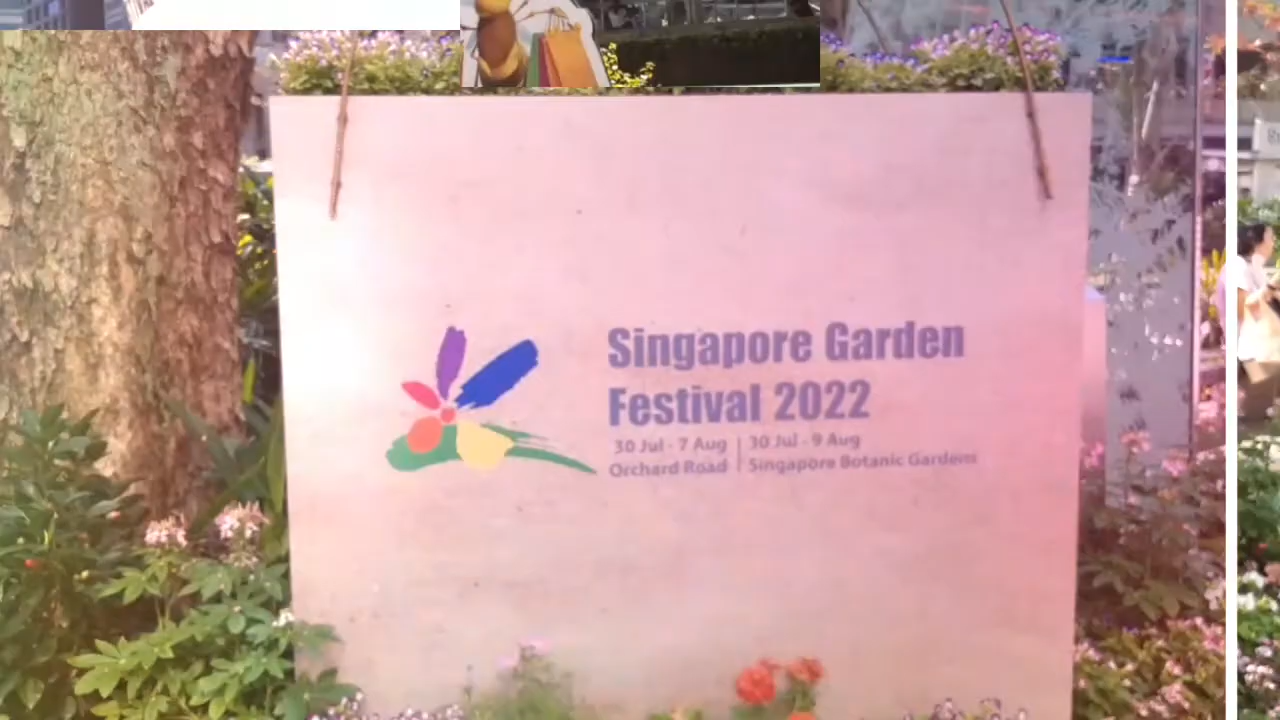 Singapore Garden
Festival 2022
30 Jul - 7 Aug | 30 Jul - 9 Aug
Orchard Road | Singapore Botanic Gardens